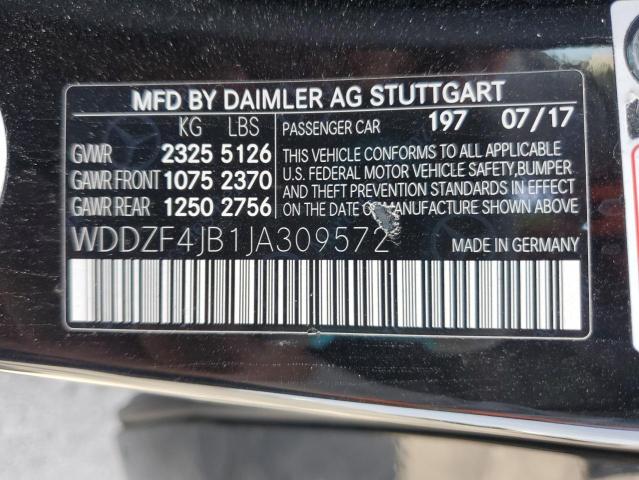 MFD BY DAIMLER AG STUTTGART
KG LBS
GVWR 2325 5126
GAWR FRONT 1075 2370
GAWR REAR 1250 2756
PASSENGER CAR 197 07/17
THIS VEHICLE CONFORMS TO ALL APPLICABLE
U.S. FEDERAL MOTOR VEHICLE SAFETY,BUMPER
AND THEFT PREVENTION STANDARDS IN EFFECT
ON THE DATE OF MANUFACTURE SHOWN ABOVE
WDDZF4JB1JA309572 MADE IN GERMANY